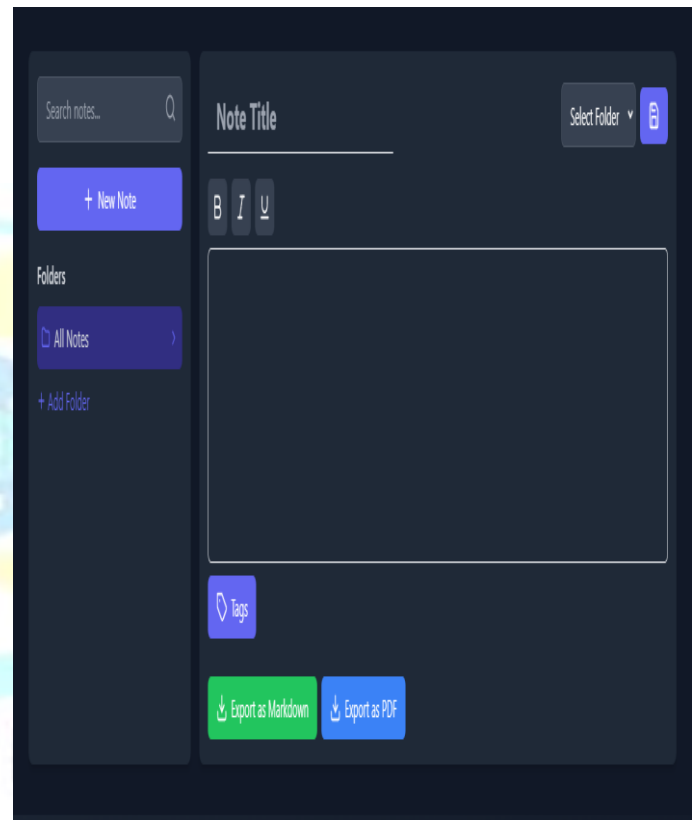 Search notes...
+ New Note
Folders
All Notes
+ Add Folder
Note Title
Select Folder
B I U
Tags
Export as Markdown
Export as PDF